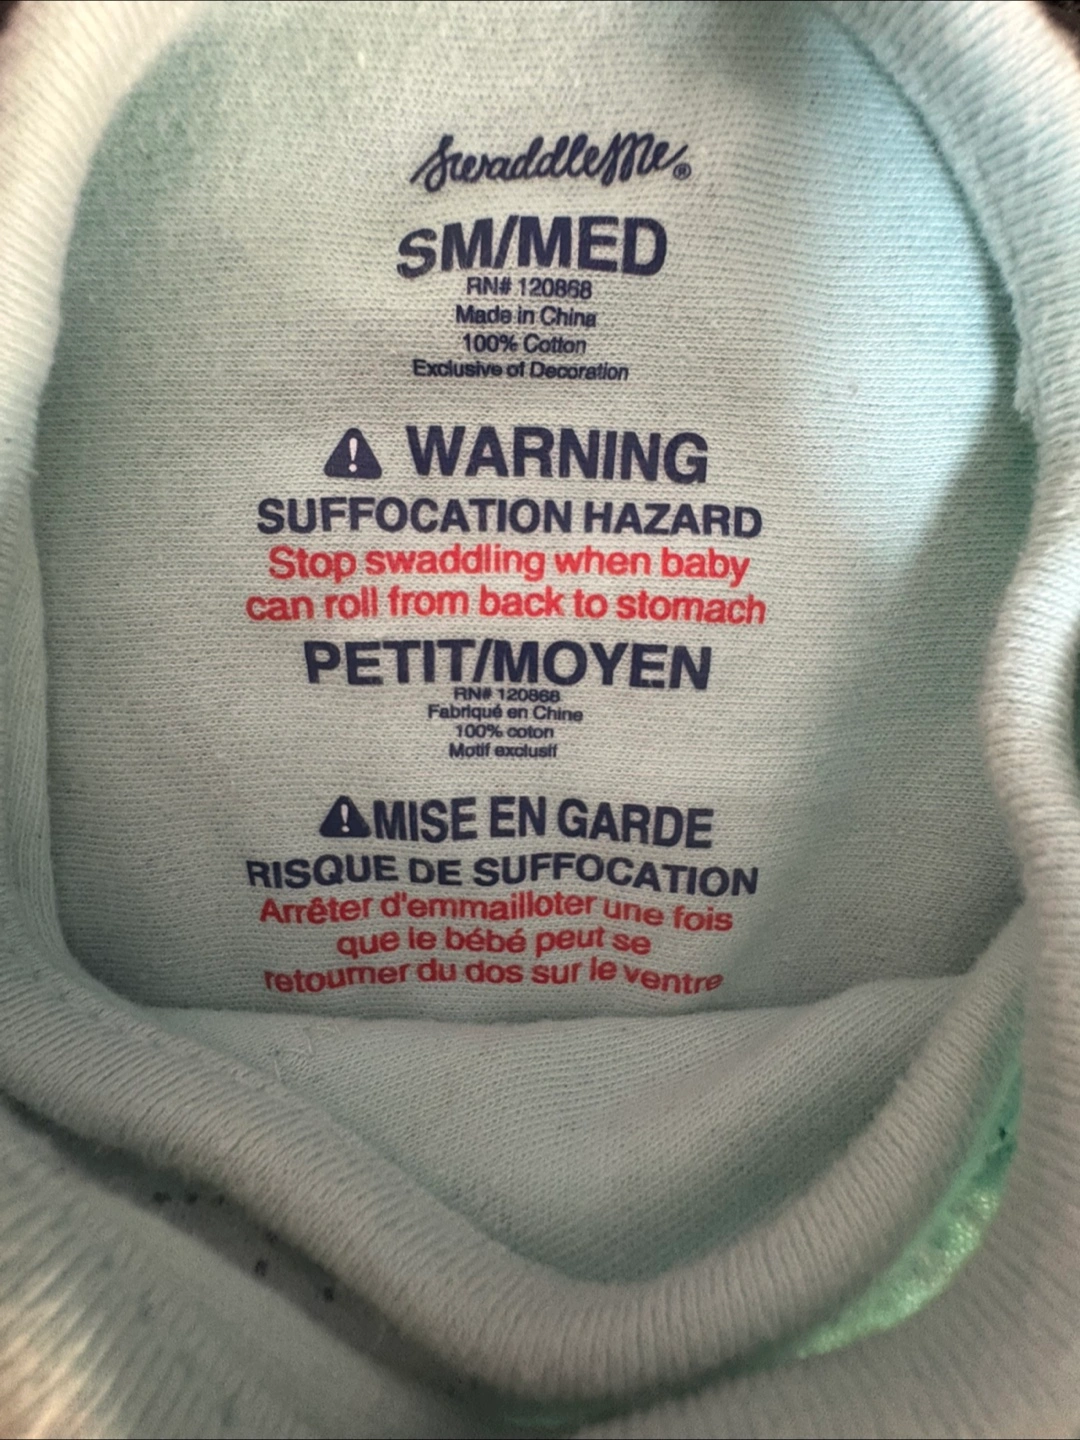 SwaddleMe®
SM/MED
RN# 120868
Made in China
100% Cotton
Exclusive of Decoration
⚠ WARNING
SUFFOCATION HAZARD
Stop swaddling when baby
can roll from back to stomach
PETIT/MOYEN
RN# 120868
Fabriqué en Chine
100% coton
Motif exclusif
⚠ MISE EN GARDE
RISQUE DE SUFFOCATION
Arrêter d'emmailloter une fois
que le bébé peut se
retourner du dos sur le ventre